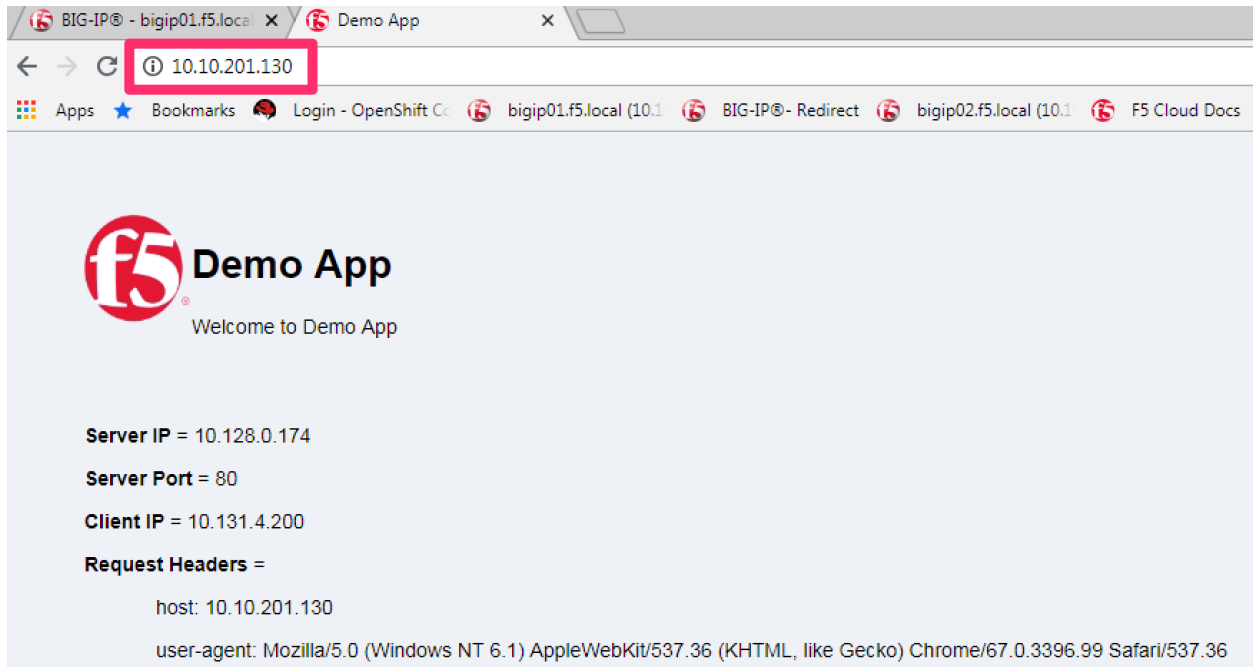 BIG-IP® - bigip01.f5.local Demo App
10.10.201.130
Apps Bookmarks Login - OpenShift Co bigip01.f5.local (10.1 BIG-IP®- Redirect bigip02.f5.local (10.1 F5 Cloud Docs
f5® Demo App
Welcome to Demo App
Server IP = 10.128.0.174
Server Port = 80
Client IP = 10.131.4.200
Request Headers =
host: 10.10.201.130
user-agent: Mozilla/5.0 (Windows NT 6.1) AppleWebKit/537.36 (KHTML, like Gecko) Chrome/67.0.3396.99 Safari/537.36